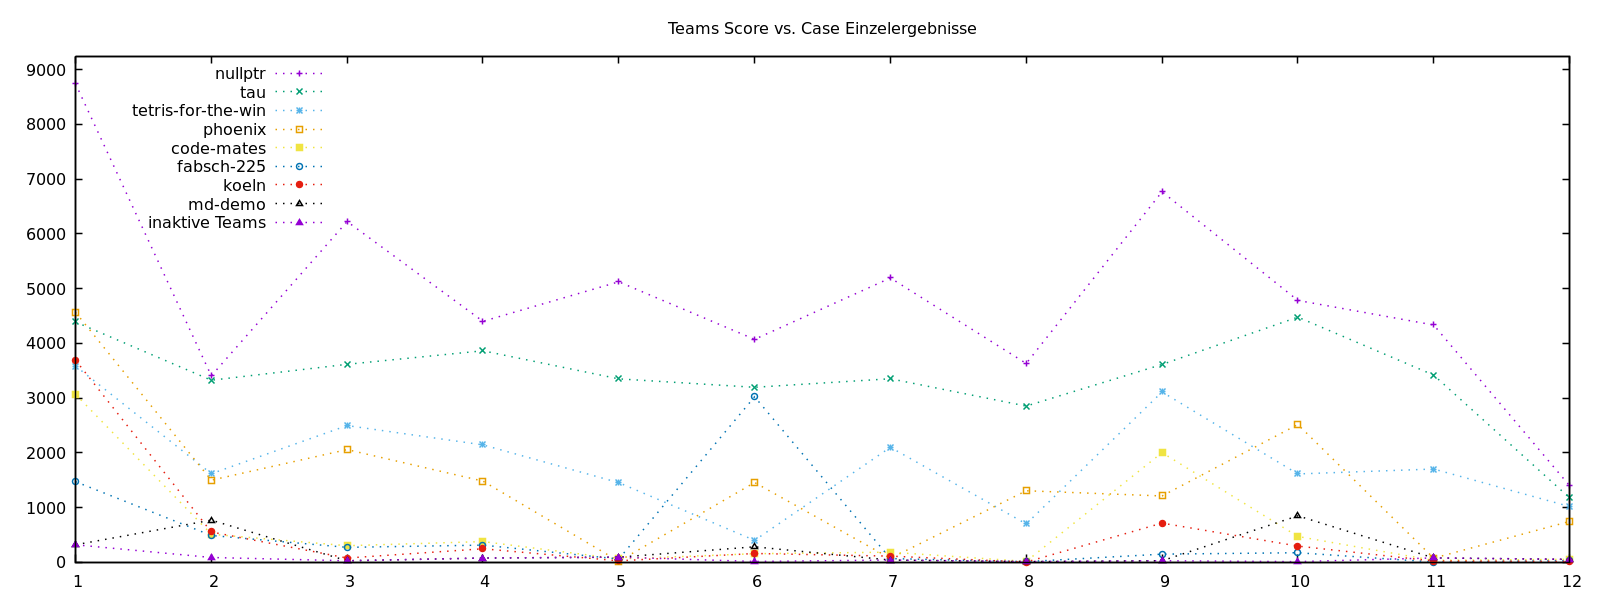 Teams Score vs. Case Einzelergebnisse
9000
8000
7000
6000
5000
4000
3000
2000
1000
0
nullptr
tau
tetris-for-the-win
phoenix
code-mates
fabsch-225
koeln
md-demo
inaktive Teams
1 2 3 4 5 6 7 8 9 10 11 12